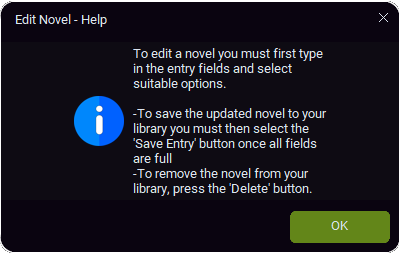 Edit Novel - Help
To edit a novel you must first type
in the entry fields and select
suitable options.
-To save the updated novel to your
library you must then select the
'Save Entry' button once all fields
are full
-To remove the novel from your
library, press the 'Delete' button.
OK